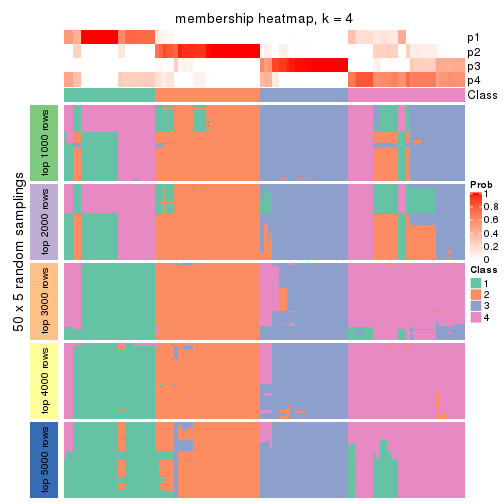 membership heatmap, k = 4
p1
p2
p3
p4
Class
50 x 5 random samplings
top 1000 rows
top 2000 rows
top 3000 rows
top 4000 rows
top 5000 rows
Prob
1
0.8
0.6
0.4
0.2
0
Class
1
2
3
4